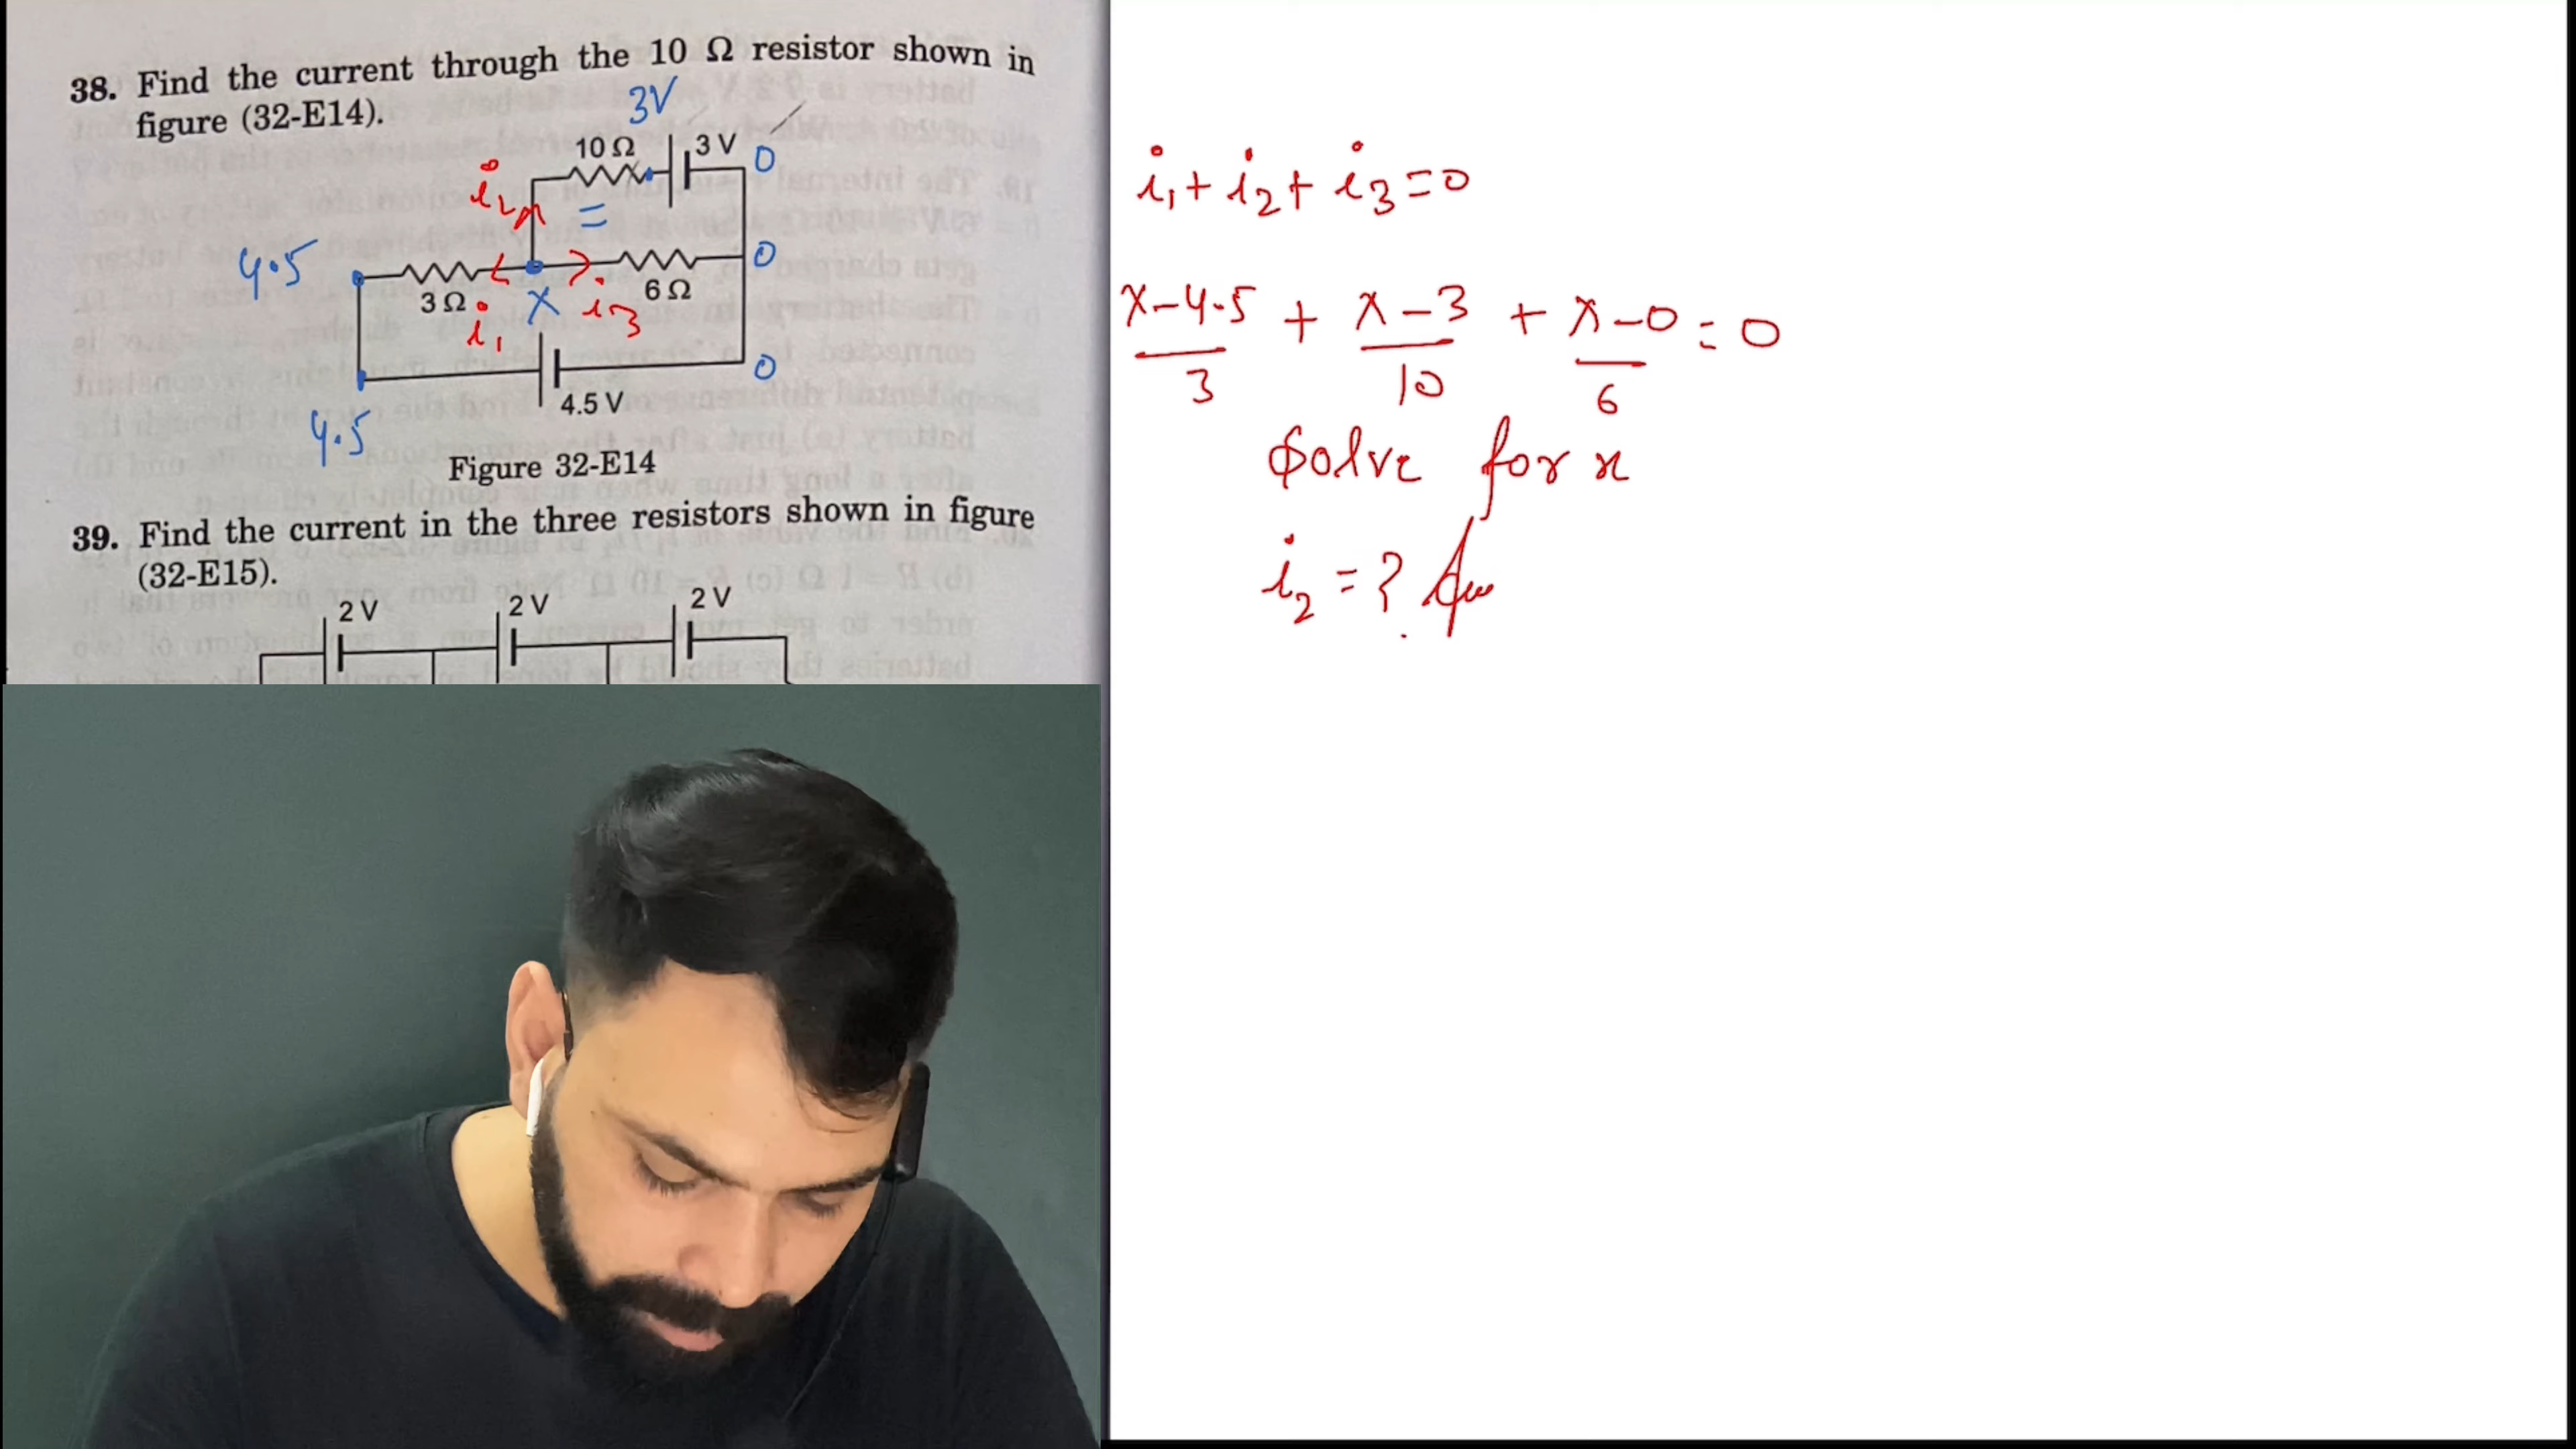 38. Find the current through the 10 Ω resistor shown in
figure (32-E14).
3V
10 Ω
3 V
0
i2
=
4.5
0
3 Ω
x
6 Ω
i1
i3
0
4.5 V
4.5
Figure 32-E14
39. Find the current in the three resistors shown in figure
(32-E15).
2 V
2 V
2 V
i1 + i2 + i3 = 0
x-4.5/3 + x-3/10 + x-0/6 = 0
Solve for x
i2 = ?